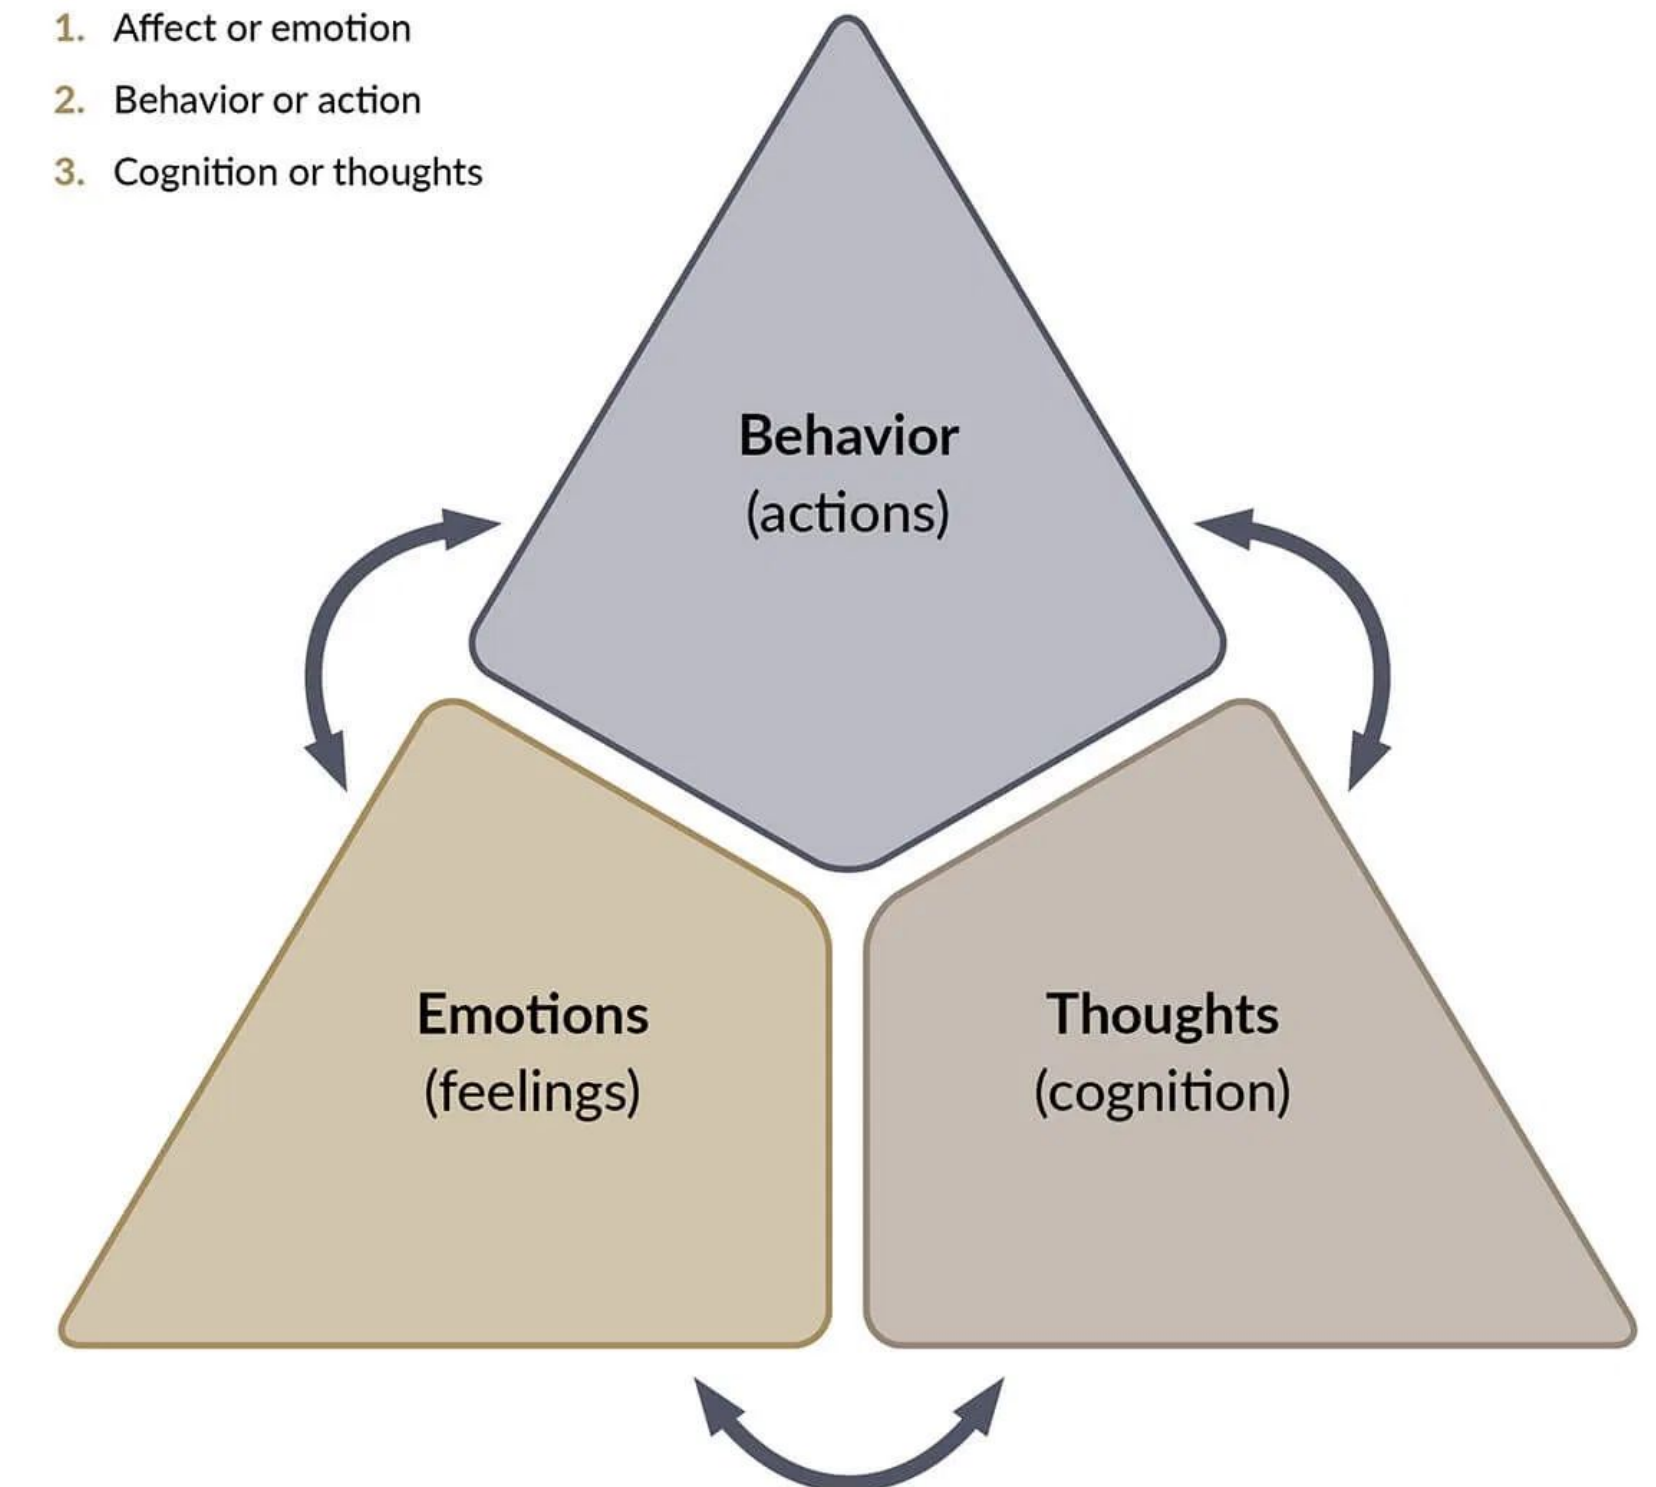 1. Affect or emotion
2. Behavior or action
3. Cognition or thoughts
Behavior
(actions)
Emotions
(feelings)
Thoughts
(cognition)